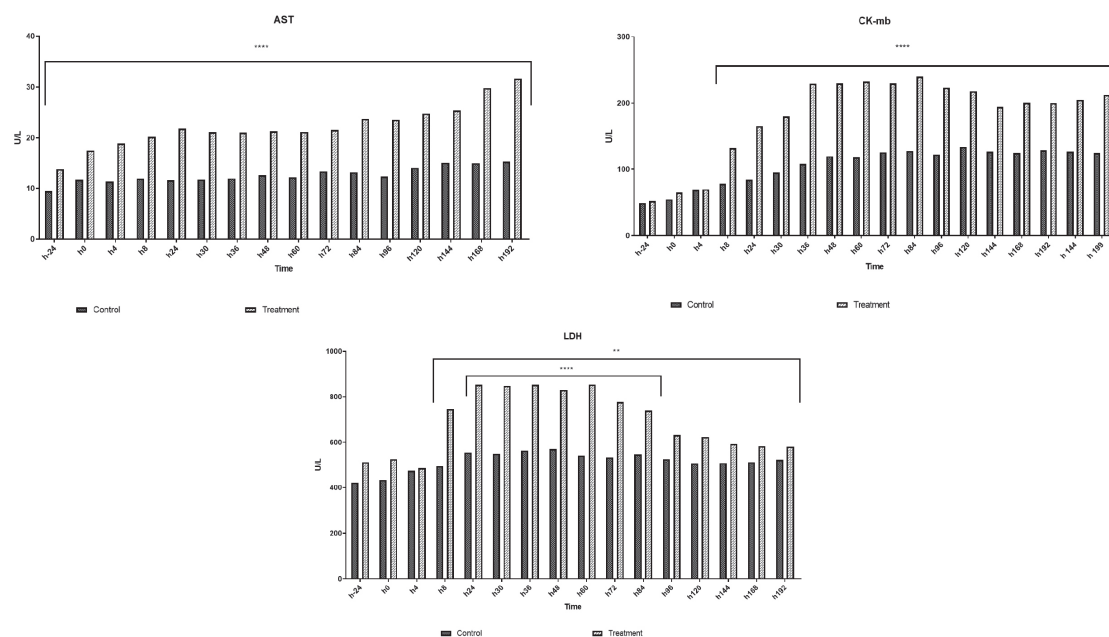 AST
****
40
30
20
10
0
U/L
h-24 h0 h4 h8 h24 h30 h36 h48 h60 h72 h84 h96 h120 h144 h168 h192
Time
Control Treatment
CK-mb
****
300
200
100
50
0
U/L
h-24 h0 h4 h8 h24 h30 h36 h48 h60 h72 h84 h96 h120 h144 h168 h192 h 144 h 199
Time
Control Treatment
LDH
**
****
1000
800
600
400
200
0
U/L
h-24 h0 h4 h8 h24 h30 h36 h48 h60 h72 h84 h96 h120 h144 h168 h192
Time
Control Treatment